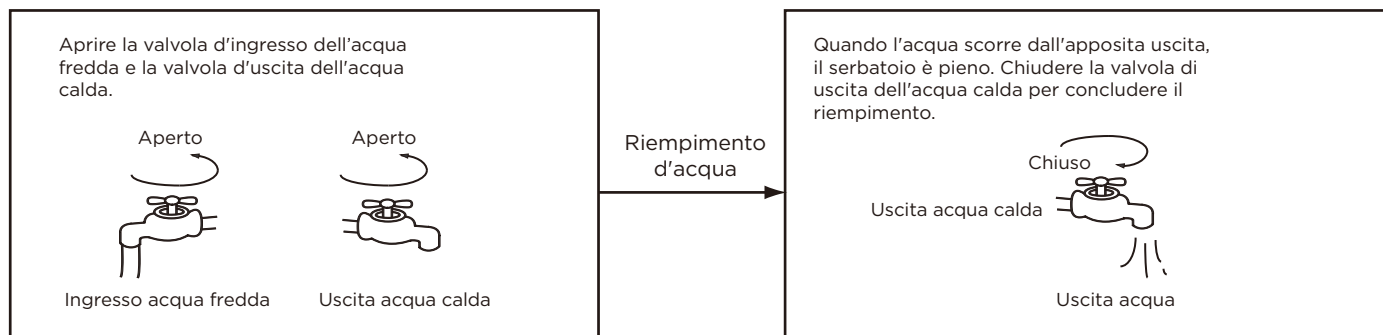 Aprire la valvola d'ingresso dell'acqua
fredda e la valvola d'uscita dell'acqua
calda.
Aperto
Aperto
Ingresso acqua fredda
Uscita acqua calda
Riempimento
d'acqua
Quando l'acqua scorre dall'apposita uscita,
il serbatoio è pieno. Chiudere la valvola di
uscita dell'acqua calda per concludere il
riempimento.
Chiuso
Uscita acqua calda
Uscita acqua